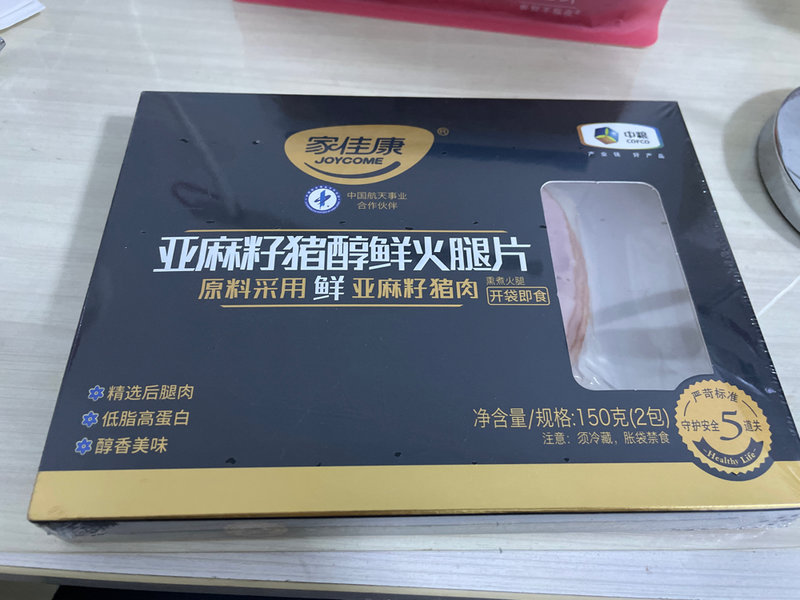 家佳康®
JOYCOME
中粮
COFCO
产业链 好产品
中国航天事业
合作伙伴
亚麻籽猪醇鲜火腿片
原料采用 鲜 亚麻籽猪肉
熏煮火腿
开袋即食
精选后腿肉
低脂高蛋白
醇香美味
净含量/规格:150克(2包)
注意：须冷藏，胀袋禁食
严苛标准
守护安全 5 道关
Healthy Life